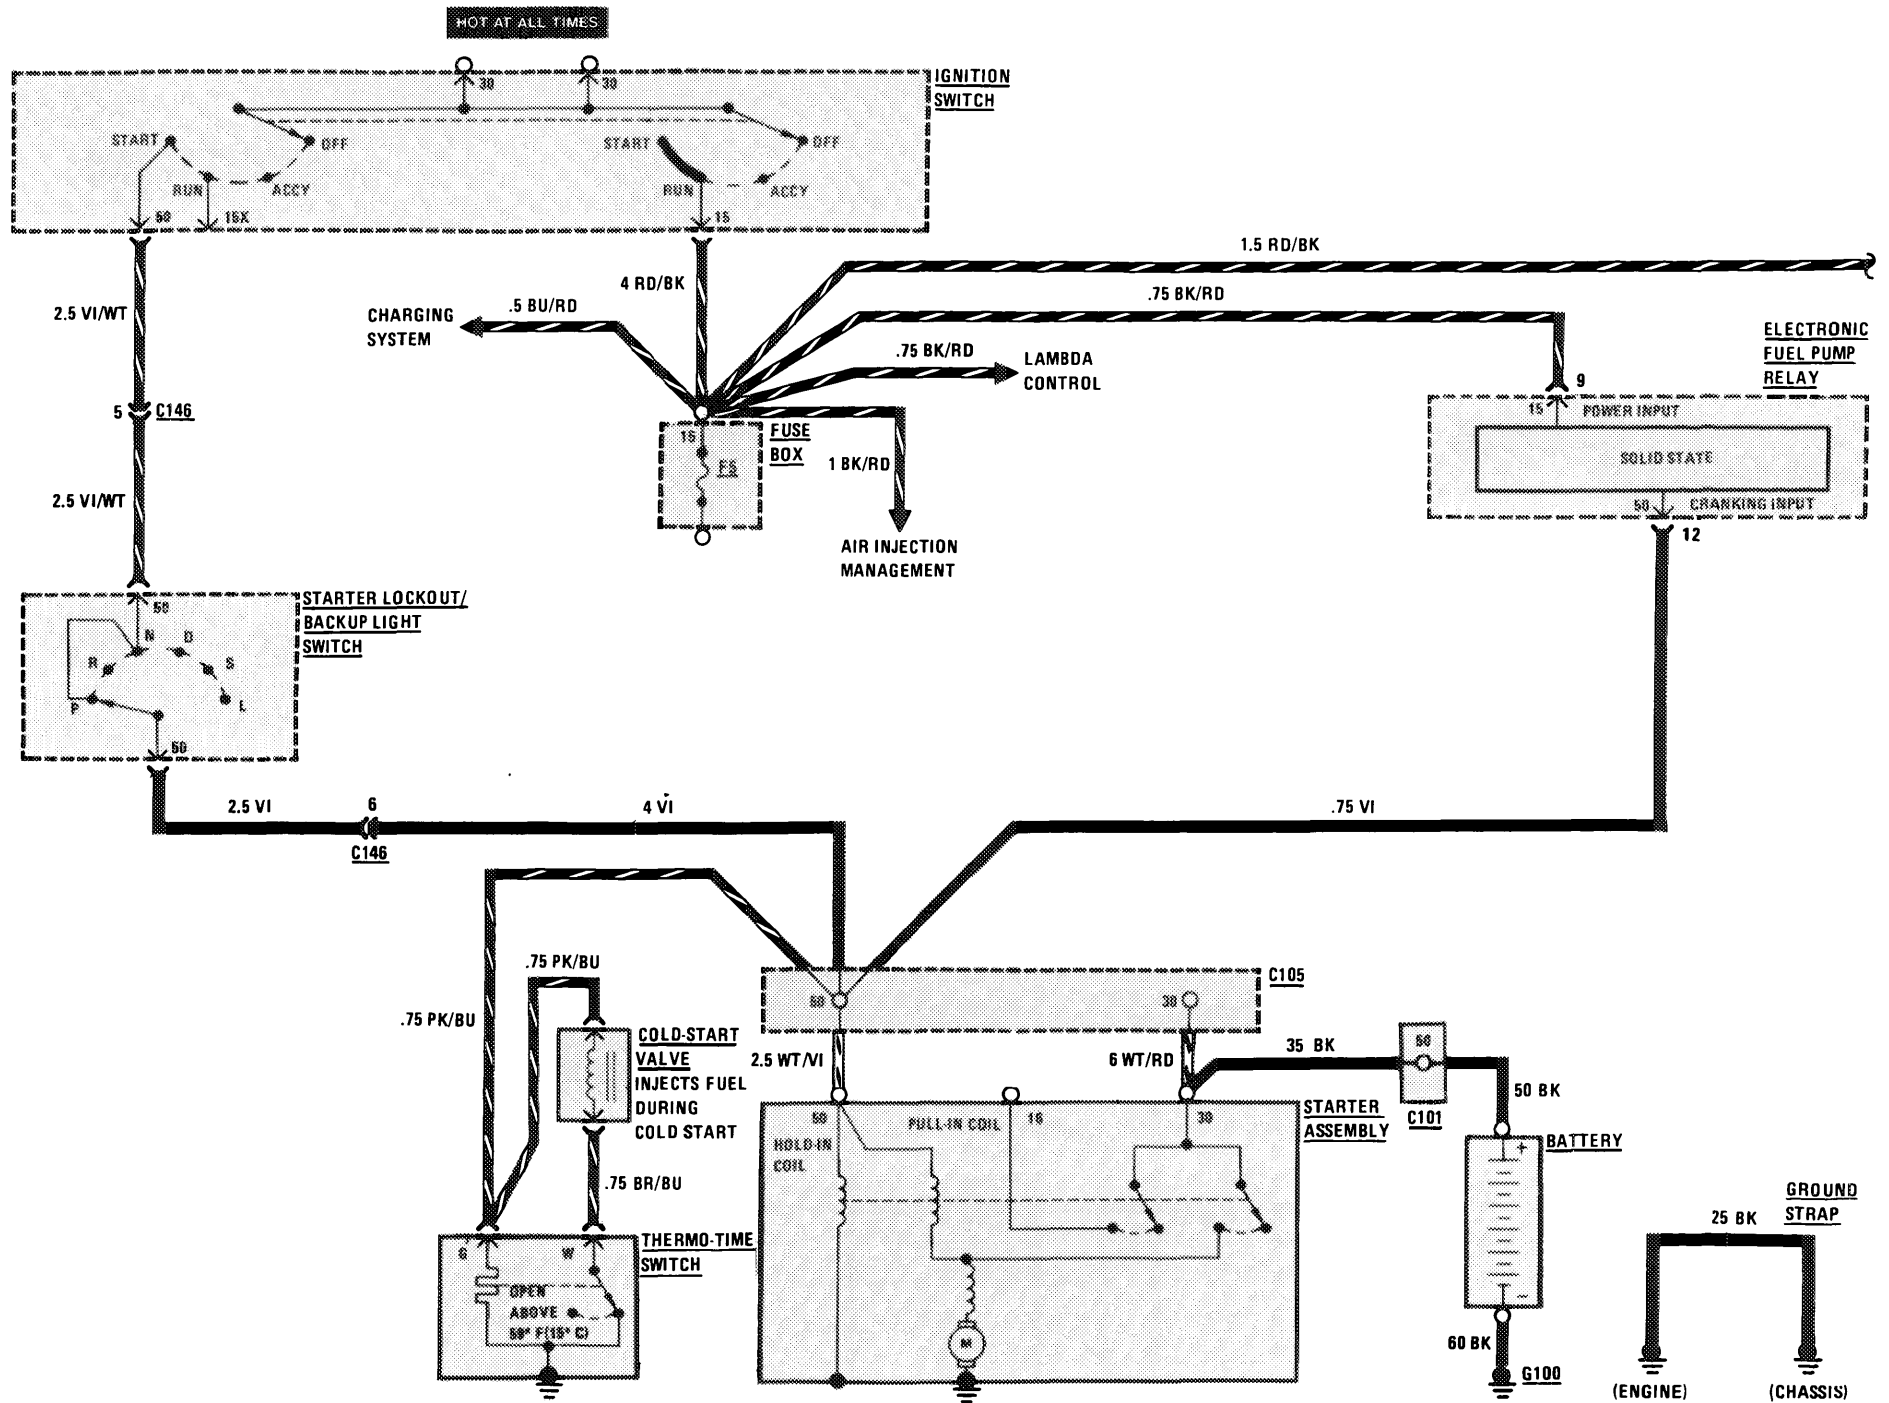 HOT AT ALL TIMES
30
30
IGNITION
SWITCH
START
OFF
RUN
ACCY
50
15X
START
OFF
RUN
ACCY
15
2.5 VI/WT
5
C146
2.5 VI/WT
4 RD/BK
.5 BU/RD
CHARGING
SYSTEM
1.5 RD/BK
.75 BK/RD
.75 BK/RD
LAMBDA
CONTROL
15
F5
FUSE
BOX
1 BK/RD
AIR INJECTION
MANAGEMENT
ELECTRONIC
FUEL PUMP
RELAY
9
15
POWER INPUT
SOLID STATE
50
CRANKING INPUT
12
STARTER LOCKOUT/
BACKUP LIGHT
SWITCH
50
N
D
R
S
P
L
50
2.5 VI
6
C146
4 VI
.75 VI
.75 PK/BU
.75 PK/BU
COLD-START
VALVE
INJECTS FUEL
DURING
COLD START
.75 BR/BU
THERMO-TIME
SWITCH
G
W
OPEN
ABOVE
59° F(15° C)
50
30
C105
2.5 WT/VI
6 WT/RD
35 BK
50
C101
50 BK
STARTER
ASSEMBLY
50
PULL-IN COIL
16
30
HOLD-IN
COIL
M
BATTERY
+
−
60 BK
G100
GROUND
STRAP
25 BK
(ENGINE)
(CHASSIS)